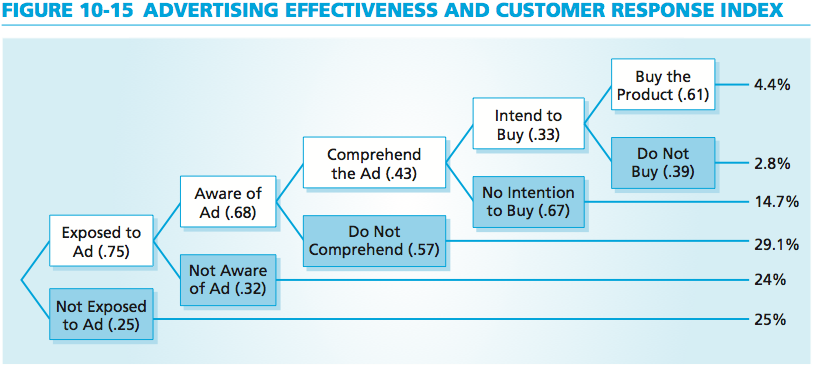 FIGURE 10-15 ADVERTISING EFFECTIVENESS AND CUSTOMER RESPONSE INDEX
Buy the
Product (.61)
4.4%
Intend to
Buy (.33)
Do Not
Buy (.39)
2.8%
Comprehend
the Ad (.43)
No Intention
to Buy (.67)
14.7%
Aware of
Ad (.68)
Do Not
Comprehend (.57)
29.1%
Exposed to
Ad (.75)
Not Aware
of Ad (.32)
24%
Not Exposed
to Ad (.25)
25%